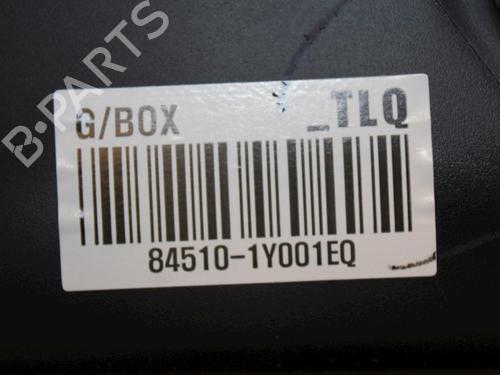 B-PARTS
G/BOX _TLQ
84510-1Y001EQ